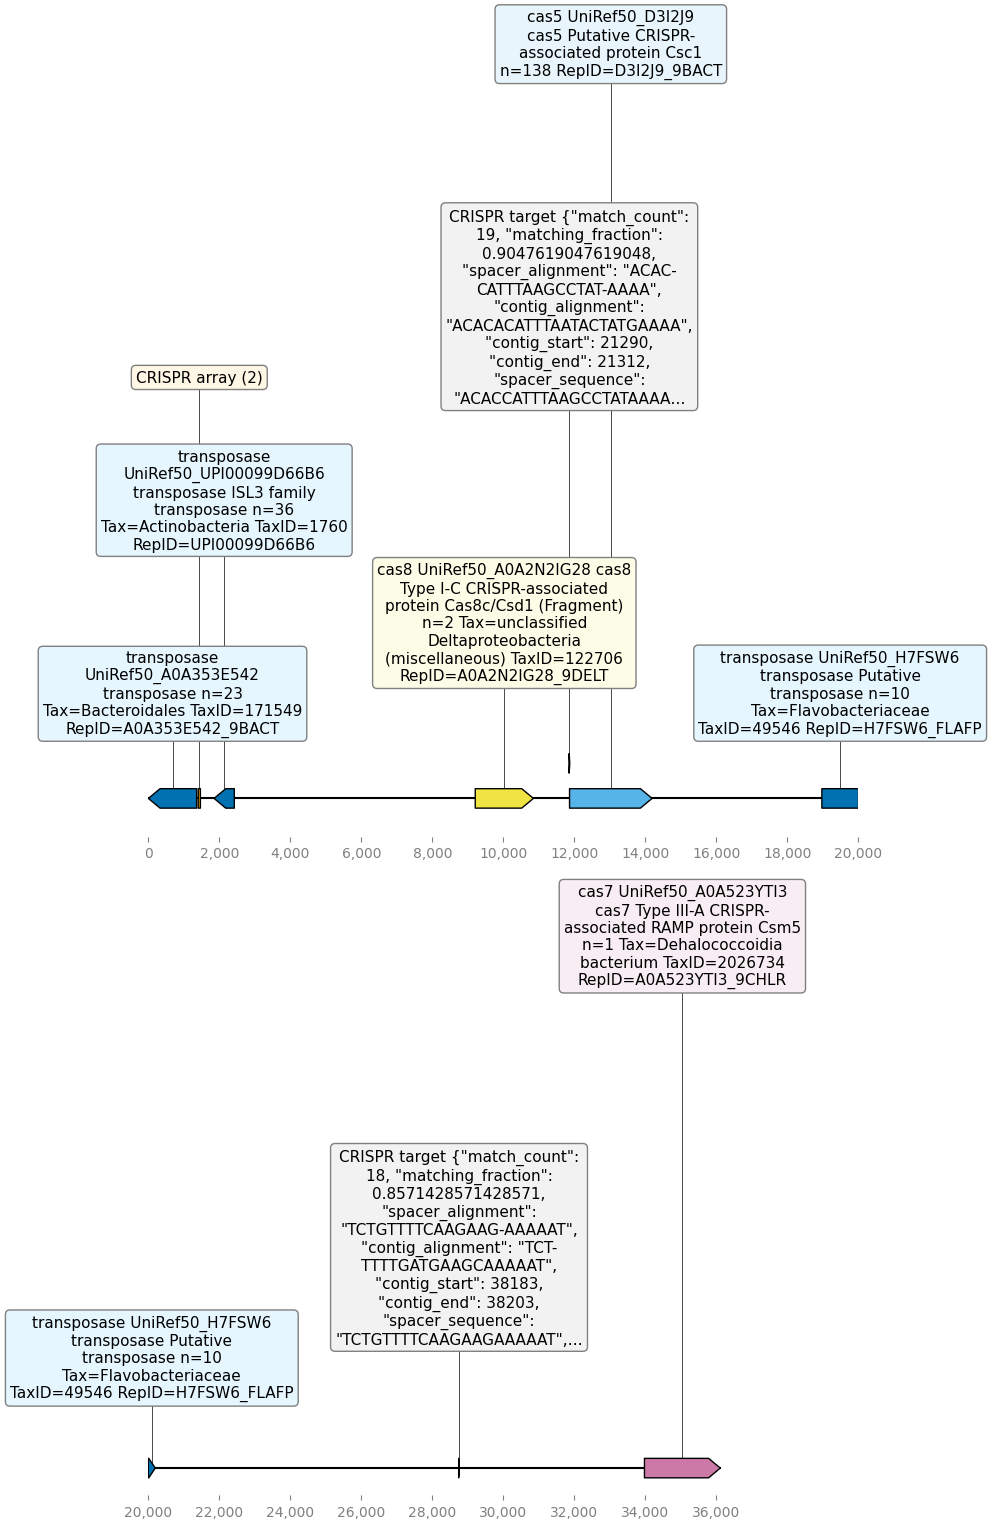 cas5 UniRef50_D3I2J9
cas5 Putative CRISPR-
associated protein Csc1
n=138 RepID=D3I2J9_9BACT
CRISPR target {"match_count":
19, "matching_fraction":
0.9047619047619048,
"spacer_alignment": "ACAC-
CATTTAAGCCTAT-AAAA",
"contig_alignment":
"ACACACATTTAATACTATGAAAA",
"contig_start": 21290,
"contig_end": 21312,
"spacer_sequence":
"ACACCATTTAAGCCTATAAAA...
CRISPR array (2)
transposase
UniRef50_UPI00099D66B6
transposase ISL3 family
transposase n=36
Tax=Actinobacteria TaxID=1760
RepID=UPI00099D66B6
cas8 UniRef50_A0A2N2IG28 cas8
Type I-C CRISPR-associated
protein Cas8c/Csd1 (Fragment)
n=2 Tax=unclassified
Deltaproteobacteria
(miscellaneous) TaxID=122706
RepID=A0A2N2IG28_9DELT
transposase
UniRef50_A0A353E542
transposase n=23
Tax=Bacteroidales TaxID=171549
RepID=A0A353E542_9BACT
transposase UniRef50_H7FSW6
transposase Putative
transposase n=10
Tax=Flavobacteriaceae
TaxID=49546 RepID=H7FSW6_FLAFP
0 2,000 4,000 6,000 8,000 10,000 12,000 14,000 16,000 18,000 20,000
cas7 UniRef50_A0A523YTI3
cas7 Type III-A CRISPR-
associated RAMP protein Csm5
n=1 Tax=Dehalococcoidia
bacterium TaxID=2026734
RepID=A0A523YTI3_9CHLR
CRISPR target {"match_count":
18, "matching_fraction":
0.8571428571428571,
"spacer_alignment":
"TCTGTTTTCAAGAAG-AAAAAT",
"contig_alignment": "TCT-
TTTTGATGAAGCAAAAAT",
"contig_start": 38183,
"contig_end": 38203,
"spacer_sequence":
"TCTGTTTTCAAGAAGAAAAAT",...
transposase UniRef50_H7FSW6
transposase Putative
transposase n=10
Tax=Flavobacteriaceae
TaxID=49546 RepID=H7FSW6_FLAFP
20,000 22,000 24,000 26,000 28,000 30,000 32,000 34,000 36,000